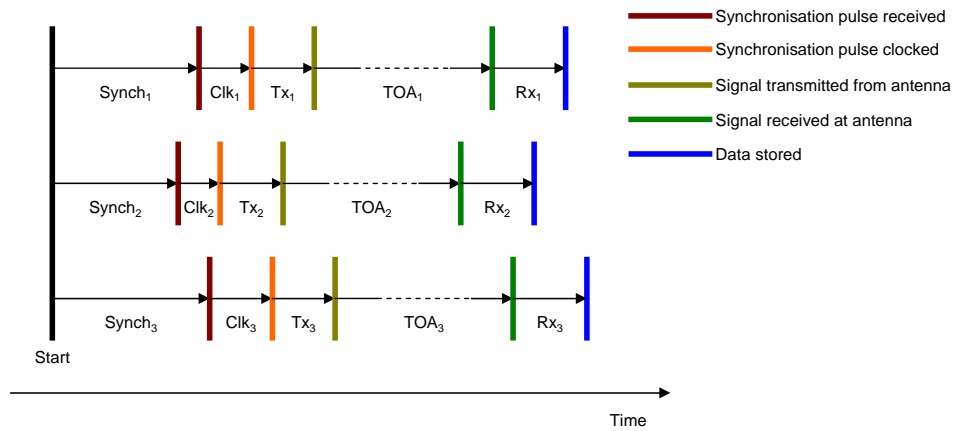 Synchronisation pulse received
Synchronisation pulse clocked
Signal transmitted from antenna
Signal received at antenna
Data stored
Synch₁ Clk₁ Tx₁ TOA₁ Rx₁
Synch₂ Clk₂ Tx₂ TOA₂ Rx₂
Synch₃ Clk₃ Tx₃ TOA₃ Rx₃
Start
Time